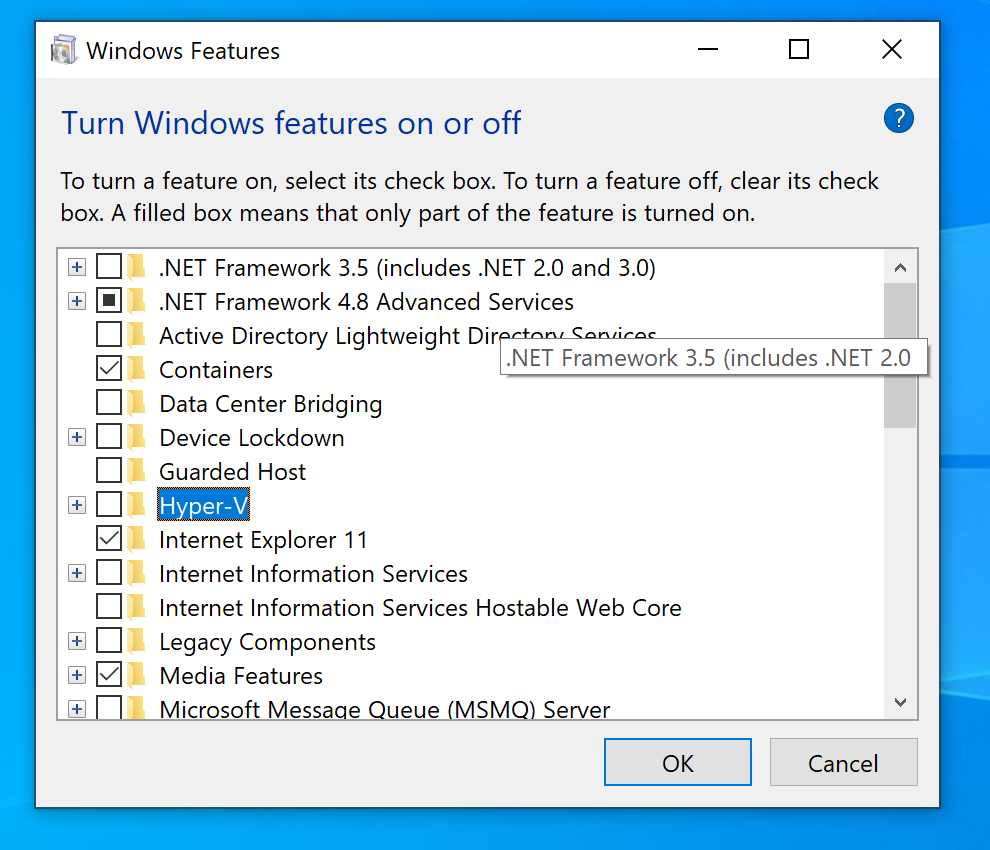 Windows Features
Turn Windows features on or off
?
To turn a feature on, select its check box. To turn a feature off, clear its check
box. A filled box means that only part of the feature is turned on.
.NET Framework 3.5 (includes .NET 2.0 and 3.0)
.NET Framework 4.8 Advanced Services
Active Directory Lightweight Directory Services
.NET Framework 3.5 (includes .NET 2.0
Containers
Data Center Bridging
Device Lockdown
Guarded Host
Hyper-V
Internet Explorer 11
Internet Information Services
Internet Information Services Hostable Web Core
Legacy Components
Media Features
Microsoft Message Queue (MSMQ) Server
OK
Cancel